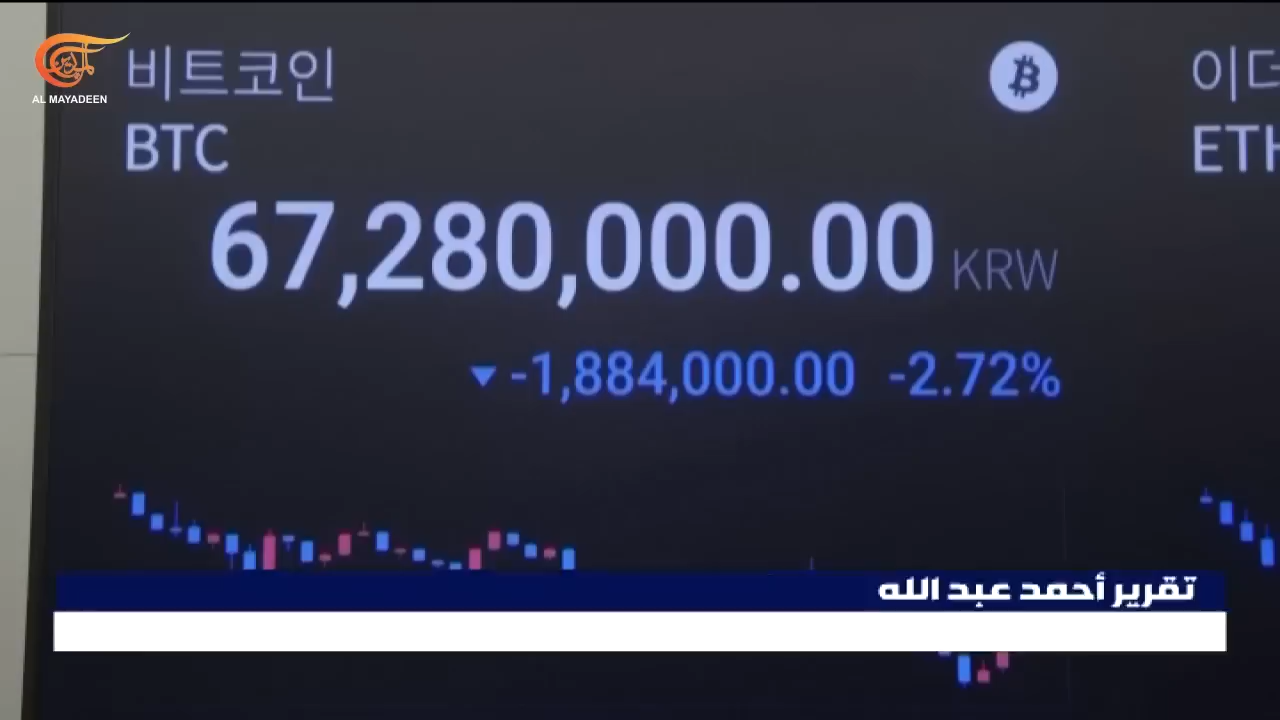 AL MAYADEEN
비트코인
BTC
67,280,000.00 KRW
▼ -1,884,000.00 -2.72%
ETH
تقرير أحمد عبد الله